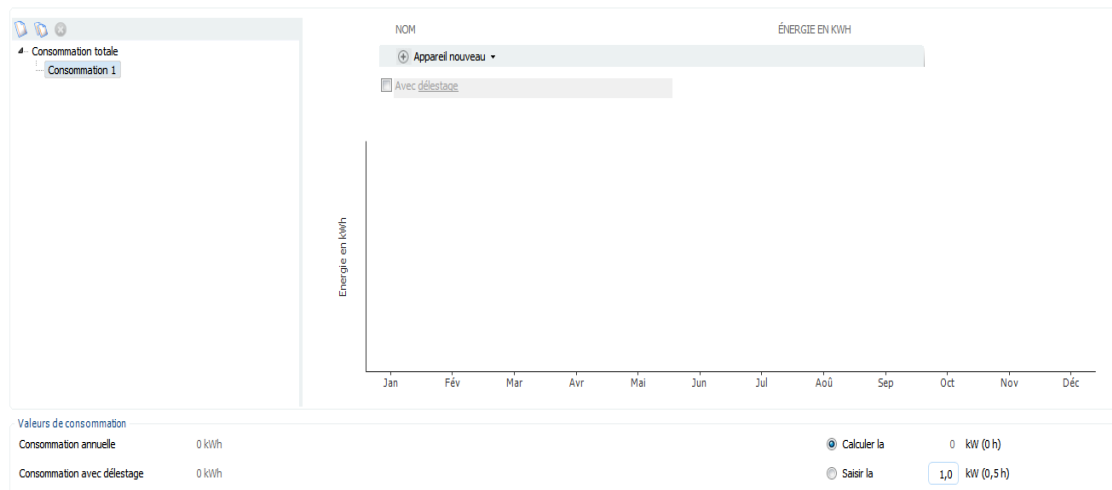 NOM ÉNERGIE EN KWH
Consommation totale
Consommation 1
Appareil nouveau
Avec délestage
Energie en kWh
Jan Fév Mar Avr Mai Jun Jul Aoû Sep Oct Nov Déc
Valeurs de consommation
Consommation annuelle 0 kWh Calculer la 0 kW (0 h)
Consommation avec délestage 0 kWh Saisir la 1,0 kW (0,5 h)